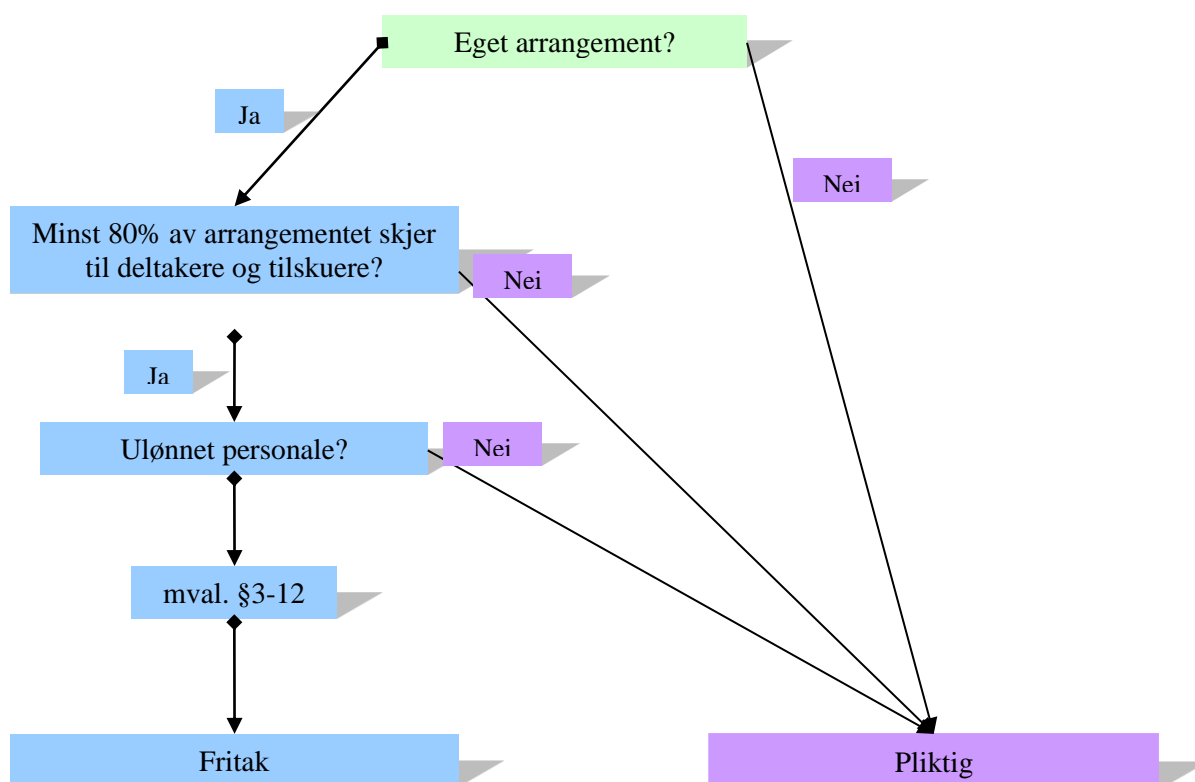 Eget arrangement?
Ja
Nei
Minst 80% av arrangementet skjer
til deltakere og tilskuere?
Nei
Ja
Ulønnet personale?
Nei
mval. §3-12
Fritak
Pliktig